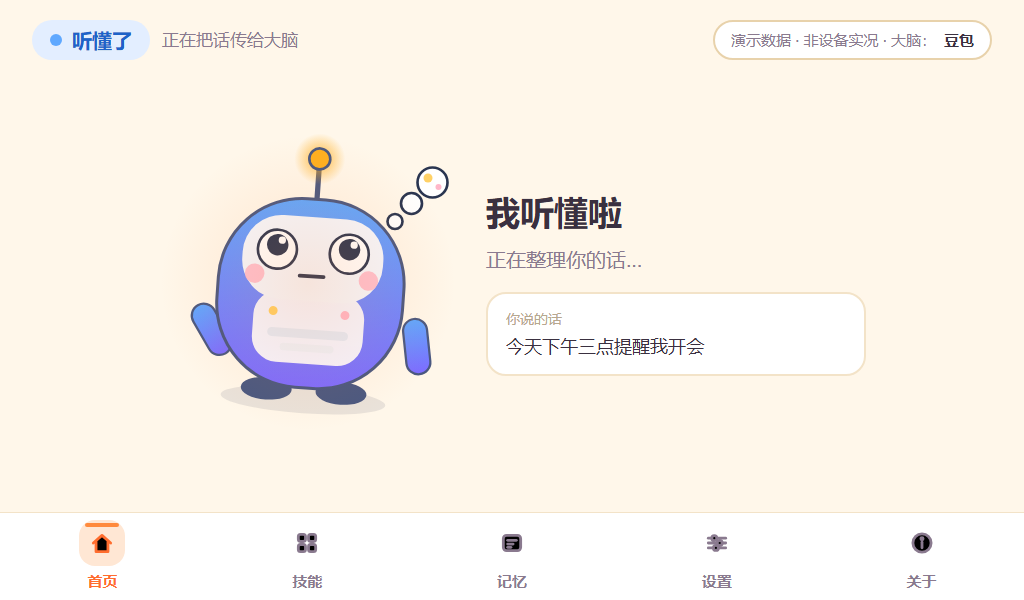 听懂了 正在把话传给大脑
演示数据 · 非设备实况 · 大脑： 豆包
我听懂啦
正在整理你的话...
你说的话
今天下午三点提醒我开会
首页 技能 记忆 设置 关于